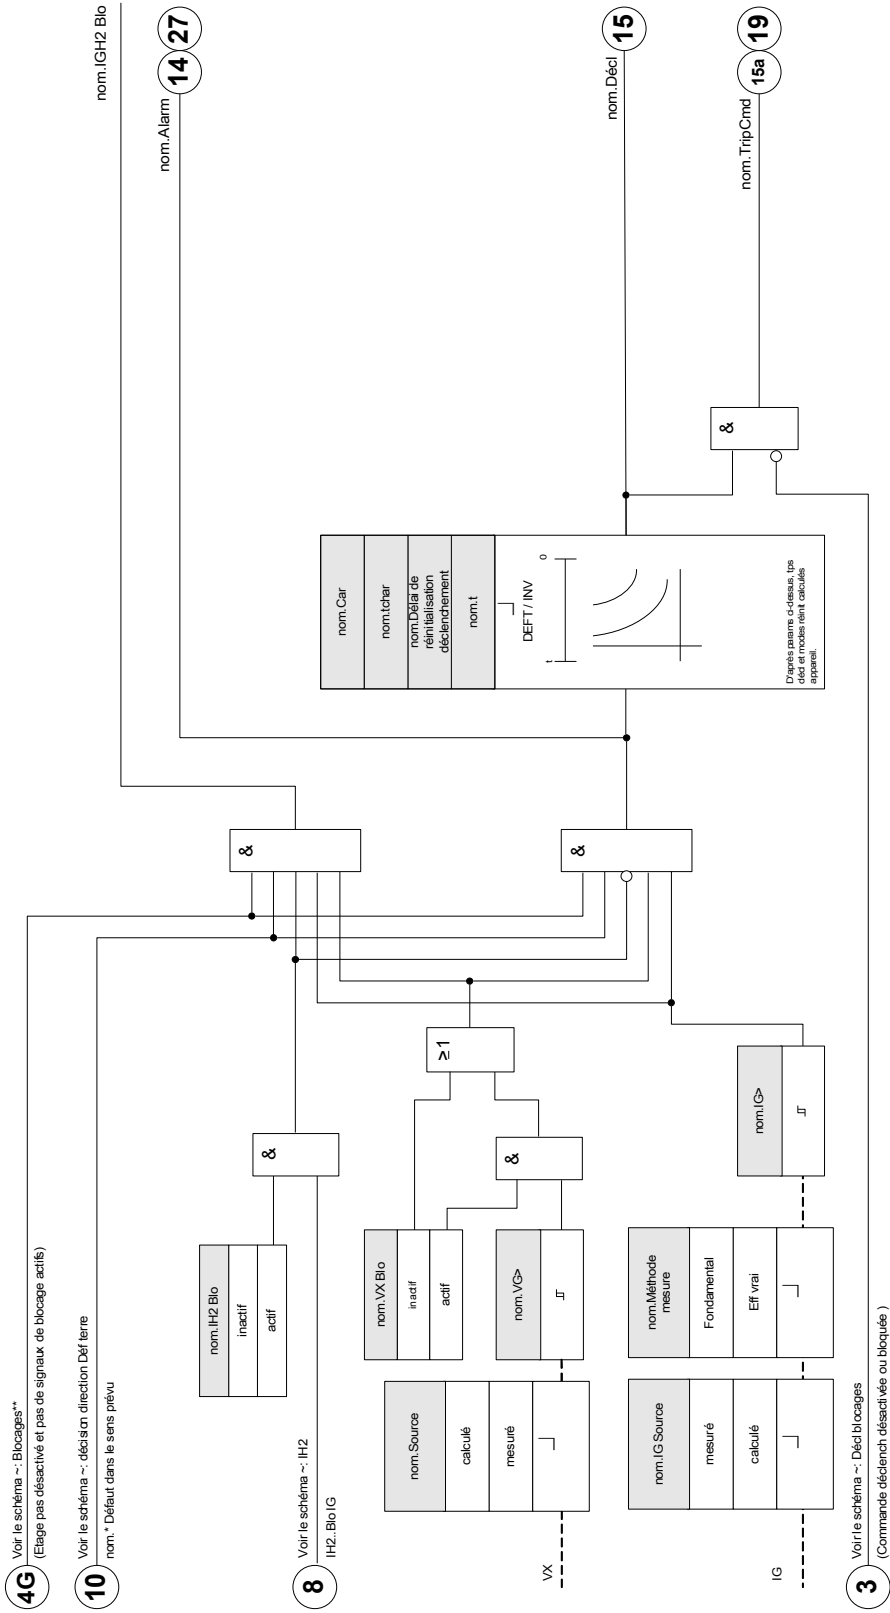 4G
Voir le schéma ~: Blocages**
(Etage pas désactivé et pas de signaux de blocage actifs)
10
Voir le schéma ~: décision direction Déf terre
nom.* Défaut dans le sens prévu
8
Voir le schéma ~: IH2
IH2..Blo IG
VX
IG
3
Voir le schéma ~: Décl blocages
(Commande déclench désactivée ou bloquée )
nom.IH2 Blo
inactif
actif
nom.VX Blo
inactif
actif
nom.Source
calculé
mesuré
nom.VG>
nom.IG Source
mesuré
calculé
nom.Méthode
mesure
Fondamental
Eff vrai
nom.IG>
&
&
≥1
&
&
nom.Car
nom.tchar
nom.Délai de
réinitialisation
déclenchement
nom.t
DEFT / INV
t
0
D'après params ci-dessus, tps
décl et modes réinit calculés
appareil.
&
nom.IGH2 Blo
nom.Alarm
14
27
nom.Décl
15
nom.TripCmd
15a
19